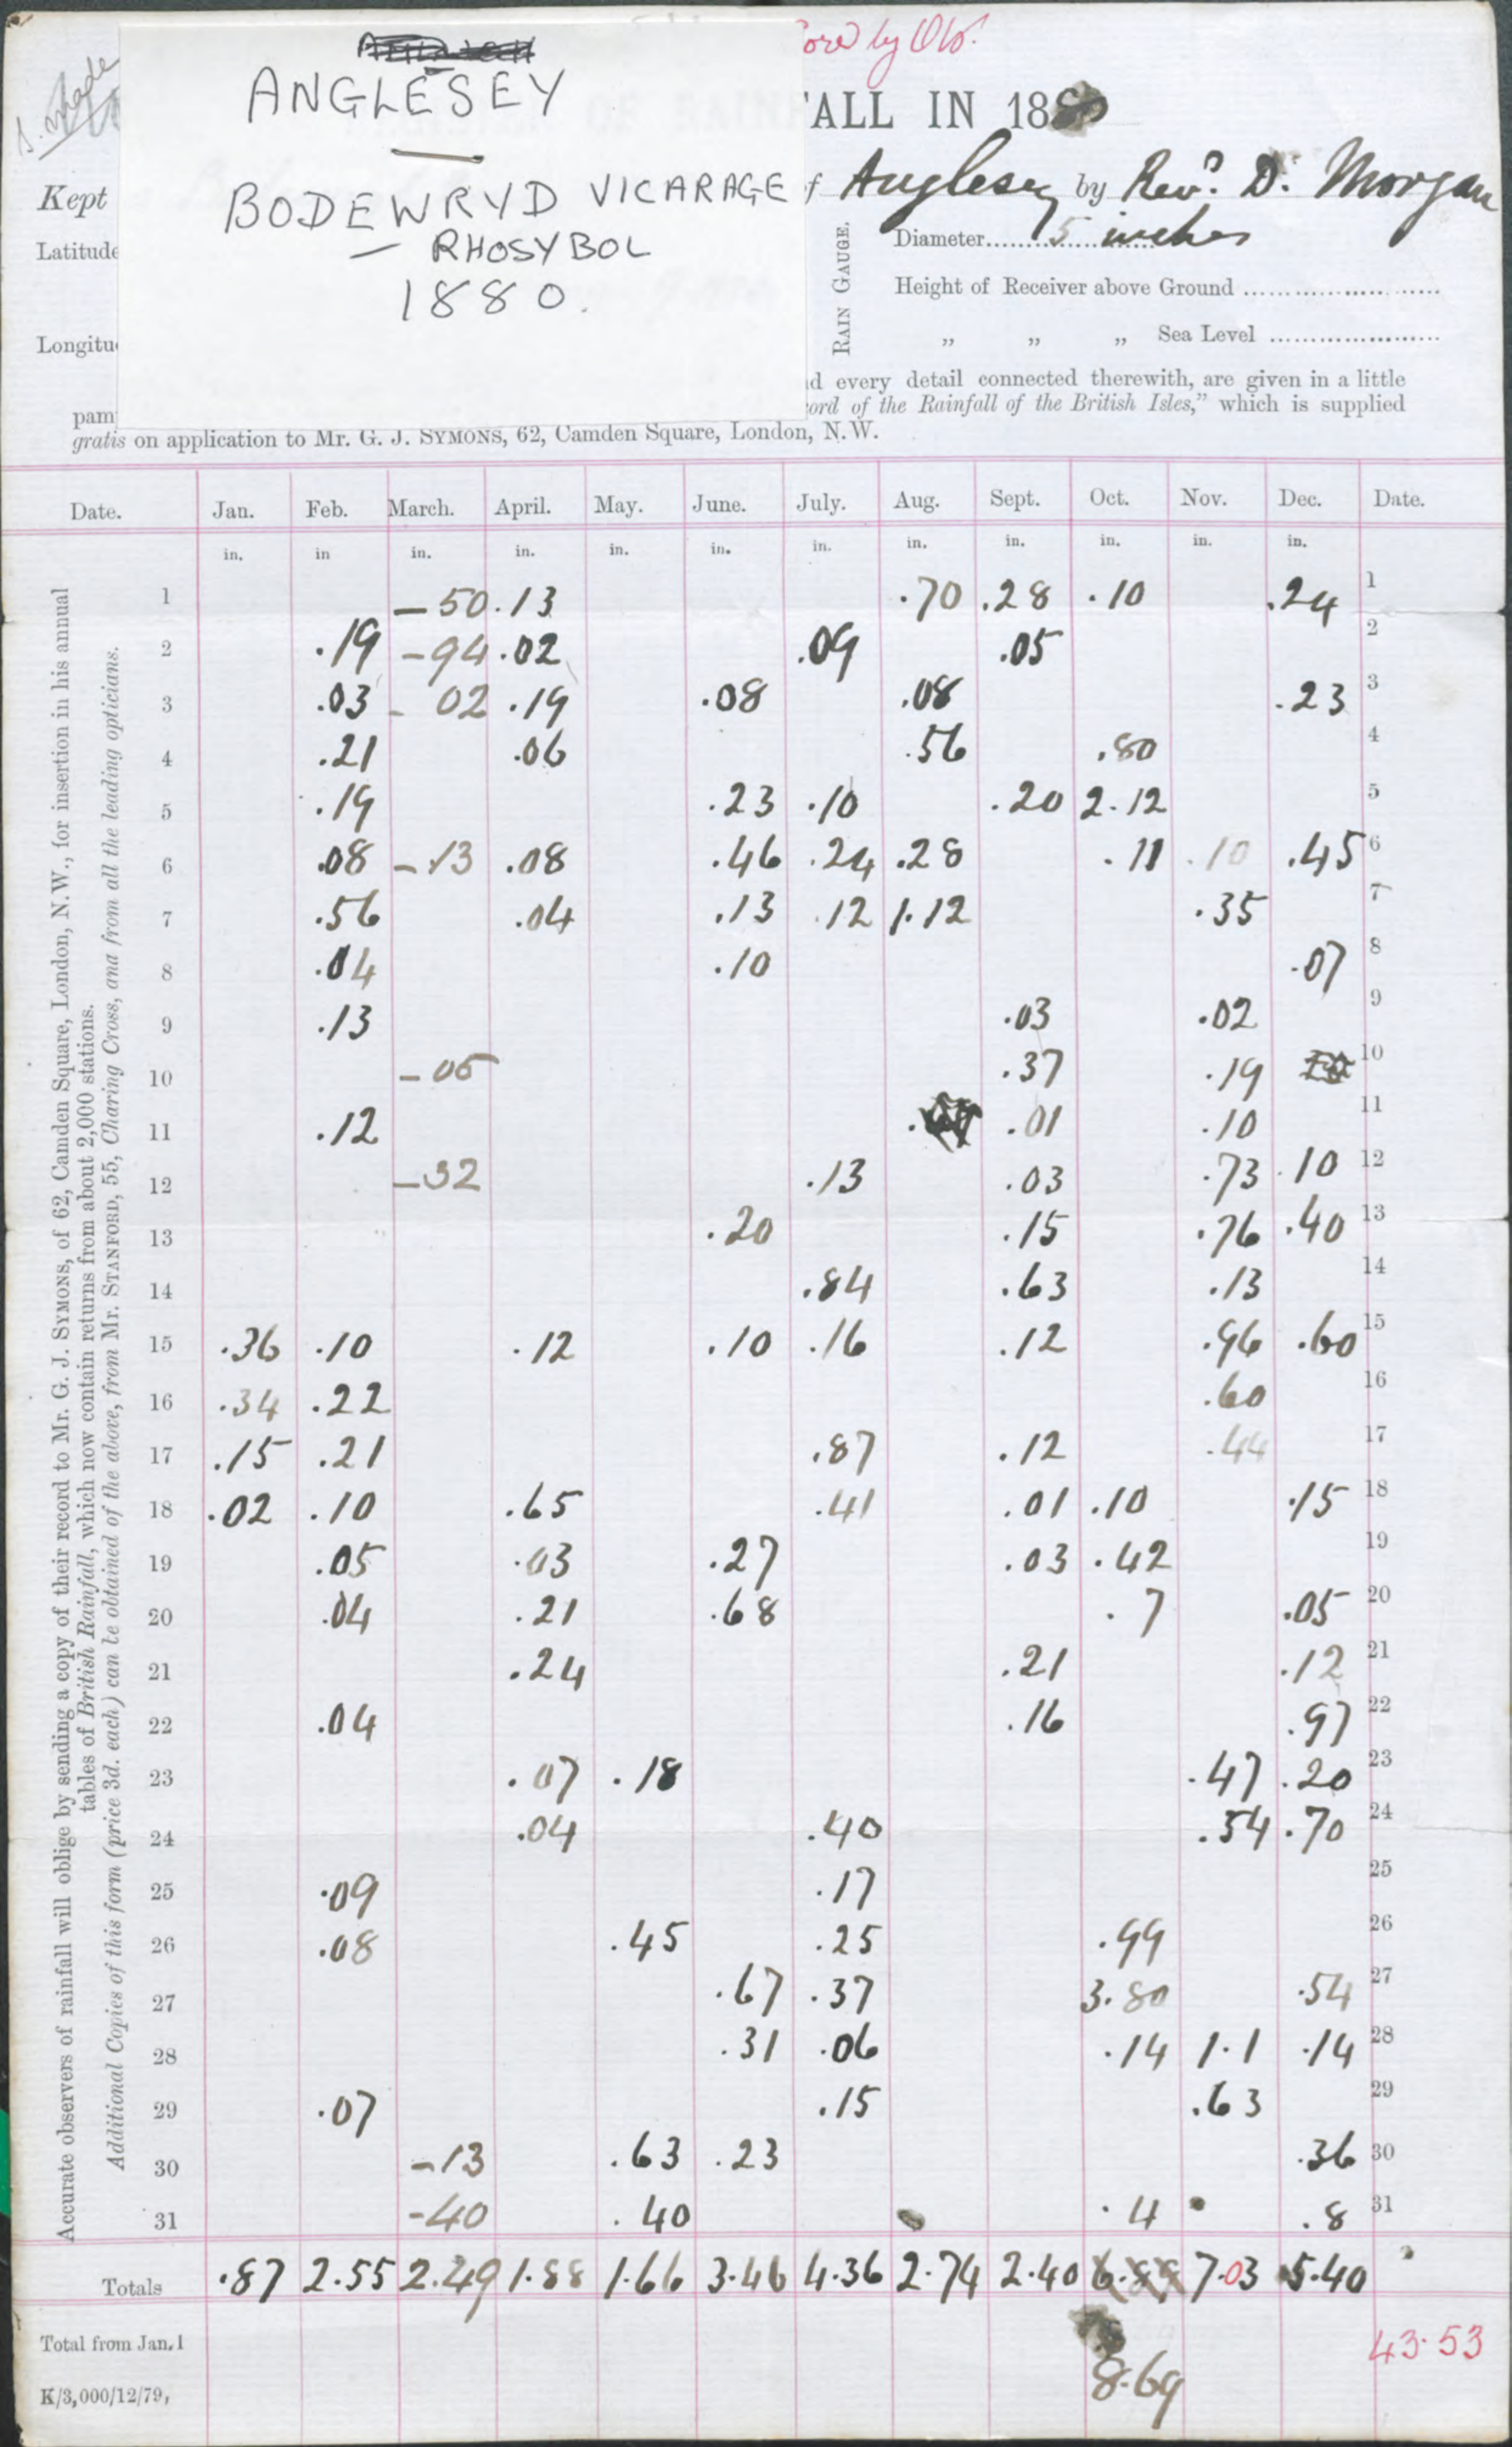 ored by Obs.
ANGLESEY
BODEWRYD VICARAGE
— RHOSYBOL
1880.
ALL IN 1880
Kept
f Anglesey by Revd. D. Morgan
Latitude
Longitu
RAIN GAUGE.
Diameter 5 inches
Height of Receiver above Ground
„ „ „ Sea Level
d every detail connected therewith, are given in a little
pam ord of the Rainfall of the British Isles," which is supplied
gratis on application to Mr. G. J. SYMONS, 62, Camden Square, London, N.W.
Date. Jan. Feb. March. April. May. June. July. Aug. Sept. Oct. Nov. Dec. Date.
in. in in. in. in. in. in. in. in. in. in. in.
1 —50 .13 .70 .28 .10 .24 1
2 .19 —94 .02 .09 .05 2
3 .03 — 02 .19 .08 .08 .23 3
4 .21 .06 .56 .80 4
5 .19 .23 .10 .20 2.12 5
6 .08 —.13 .08 .46 .24 .28 .11 .10 .45 6
7 .56 .04 .13 .12 1.12 .35 7
8 .04 .10 .07 8
9 .13 .03 .02 9
10 —05 .37 .19 10
11 .12 .01 .10 11
12 —32 .13 .03 .73 .10 12
13 .20 .15 .76 .40 13
14 .84 .63 .13 14
15 .36 .10 .12 .10 .16 .12 .96 .60 15
16 .34 .22 .60 16
17 .15 .21 .87 .12 .44 17
18 .02 .10 .65 .41 .01 .10 .15 18
19 .05 .03 .27 .03 .42 19
20 .04 .21 .68 .7 .05 20
21 .24 .21 .12 21
22 .04 .16 .97 22
23 .07 .18 .47 .20 23
24 .04 .40 .54 .70 24
25 .09 .17 25
26 .08 .45 .25 .99 26
27 .67 .37 3.80 .54 27
28 .31 .06 .14 1.1 .14 28
29 .07 .15 .63 29
30 —13 .63 .23 .36 30
31 —40 .40 .4 .8 31
Totals .87 2.55 2.49 1.88 1.66 3.46 4.36 2.74 2.40 6.89 7.03 5.40
Total from Jan. 1 8.69 43.53
K/3,000/12/79,
Accurate observers of rainfall will oblige by sending a copy of their record to Mr. G. J. SYMONS, of 62, Camden Square, London, N.W., for insertion in his annual
tables of British Rainfall, which now contain returns from about 2,000 stations.
Additional Copies of this form (price 3d. each) can be obtained of the above, from Mr. STANFORD, 55, Charing Cross, and from all the leading opticians.